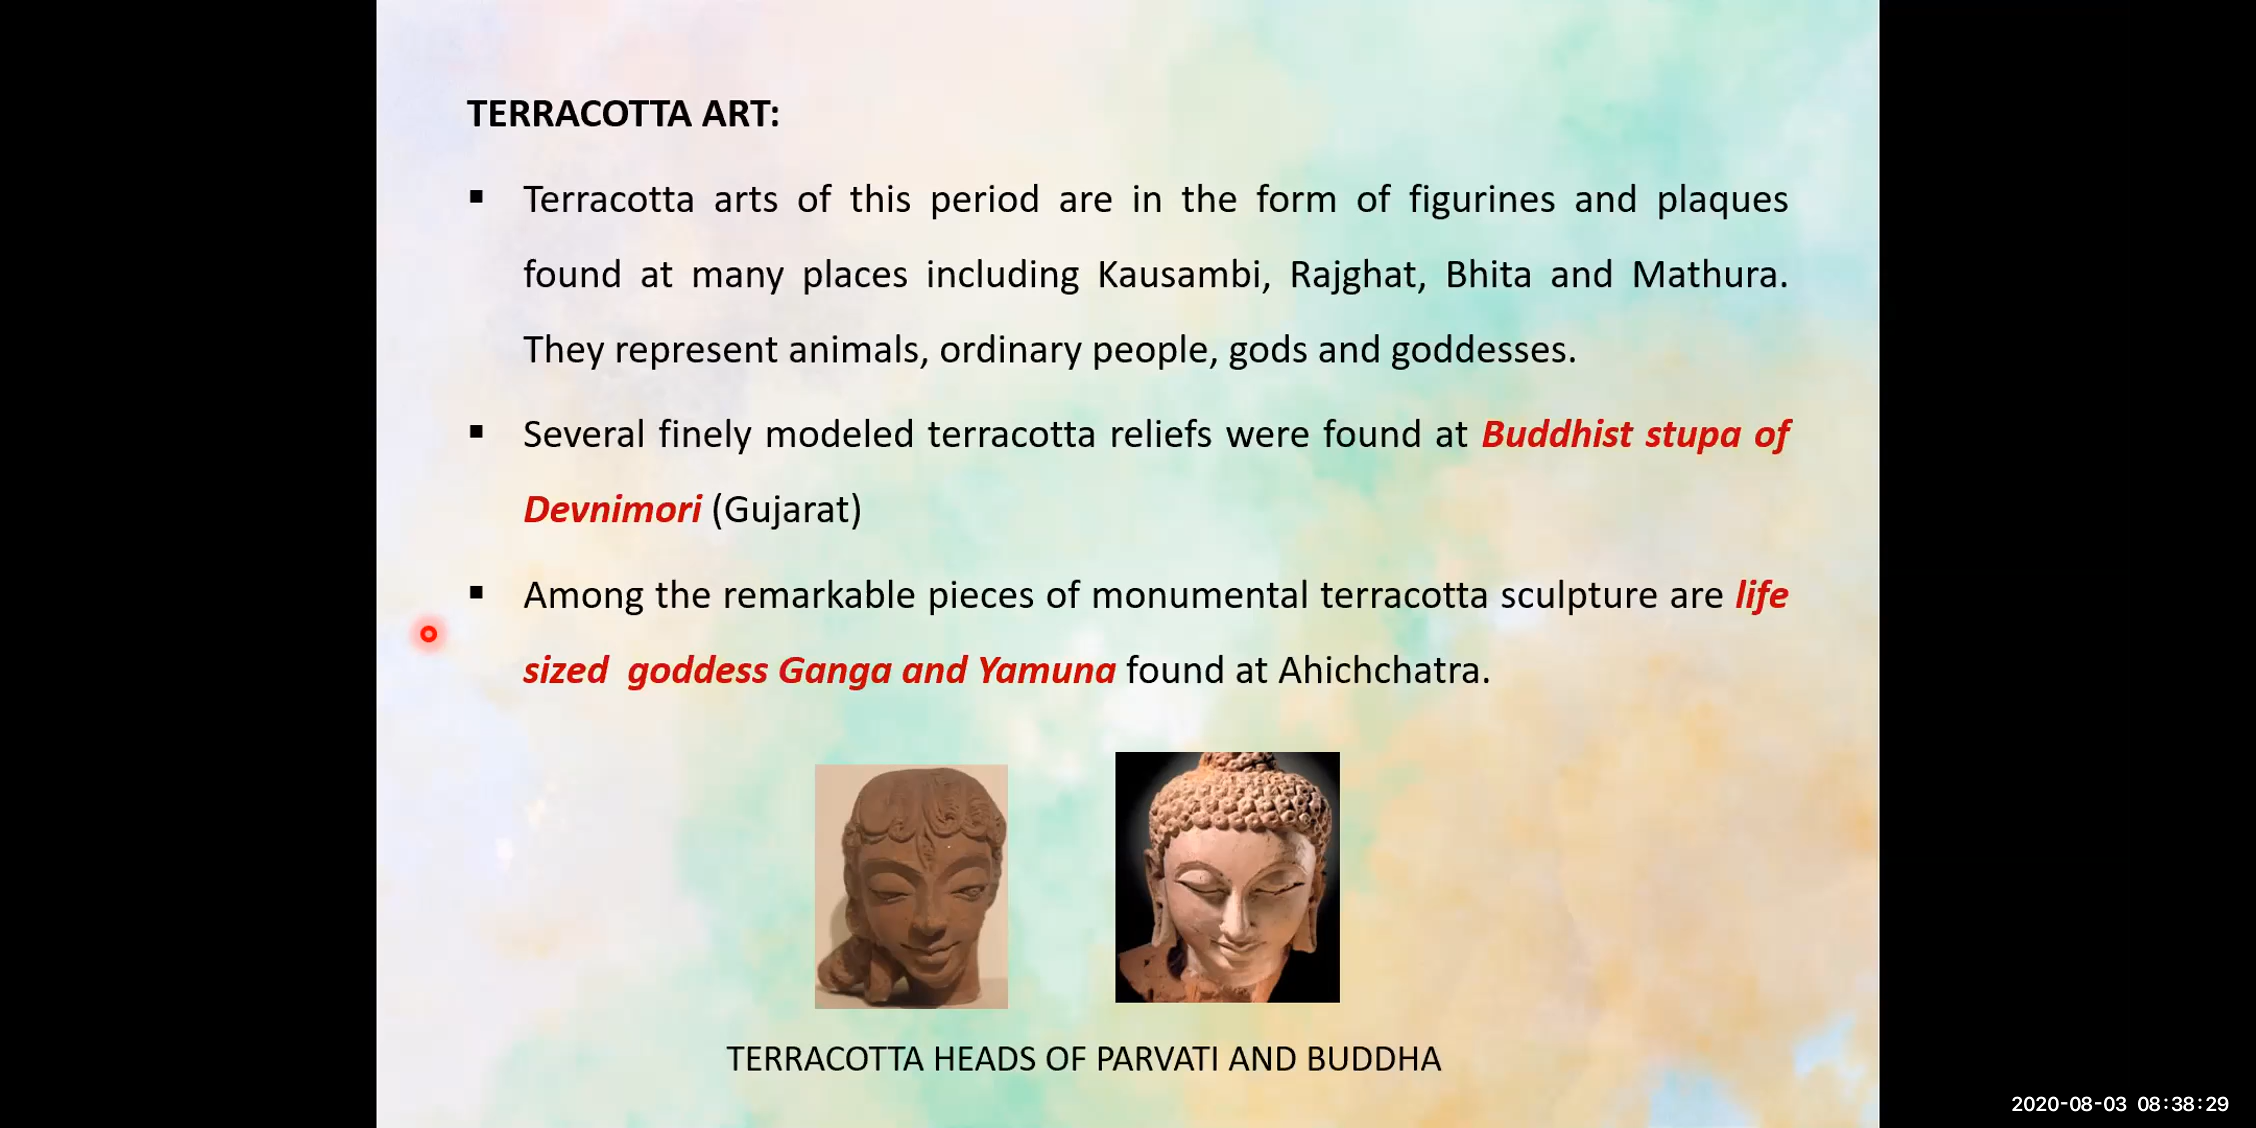 TERRACOTTA ART:
▪ Terracotta arts of this period are in the form of figurines and plaques
found at many places including Kausambi, Rajghat, Bhita and Mathura.
They represent animals, ordinary people, gods and goddesses.
▪ Several finely modeled terracotta reliefs were found at Buddhist stupa of
Devnimori (Gujarat)
▪ Among the remarkable pieces of monumental terracotta sculpture are life
sized goddess Ganga and Yamuna found at Ahichchatra.
TERRACOTTA HEADS OF PARVATI AND BUDDHA
2020-08-03 08:38:29